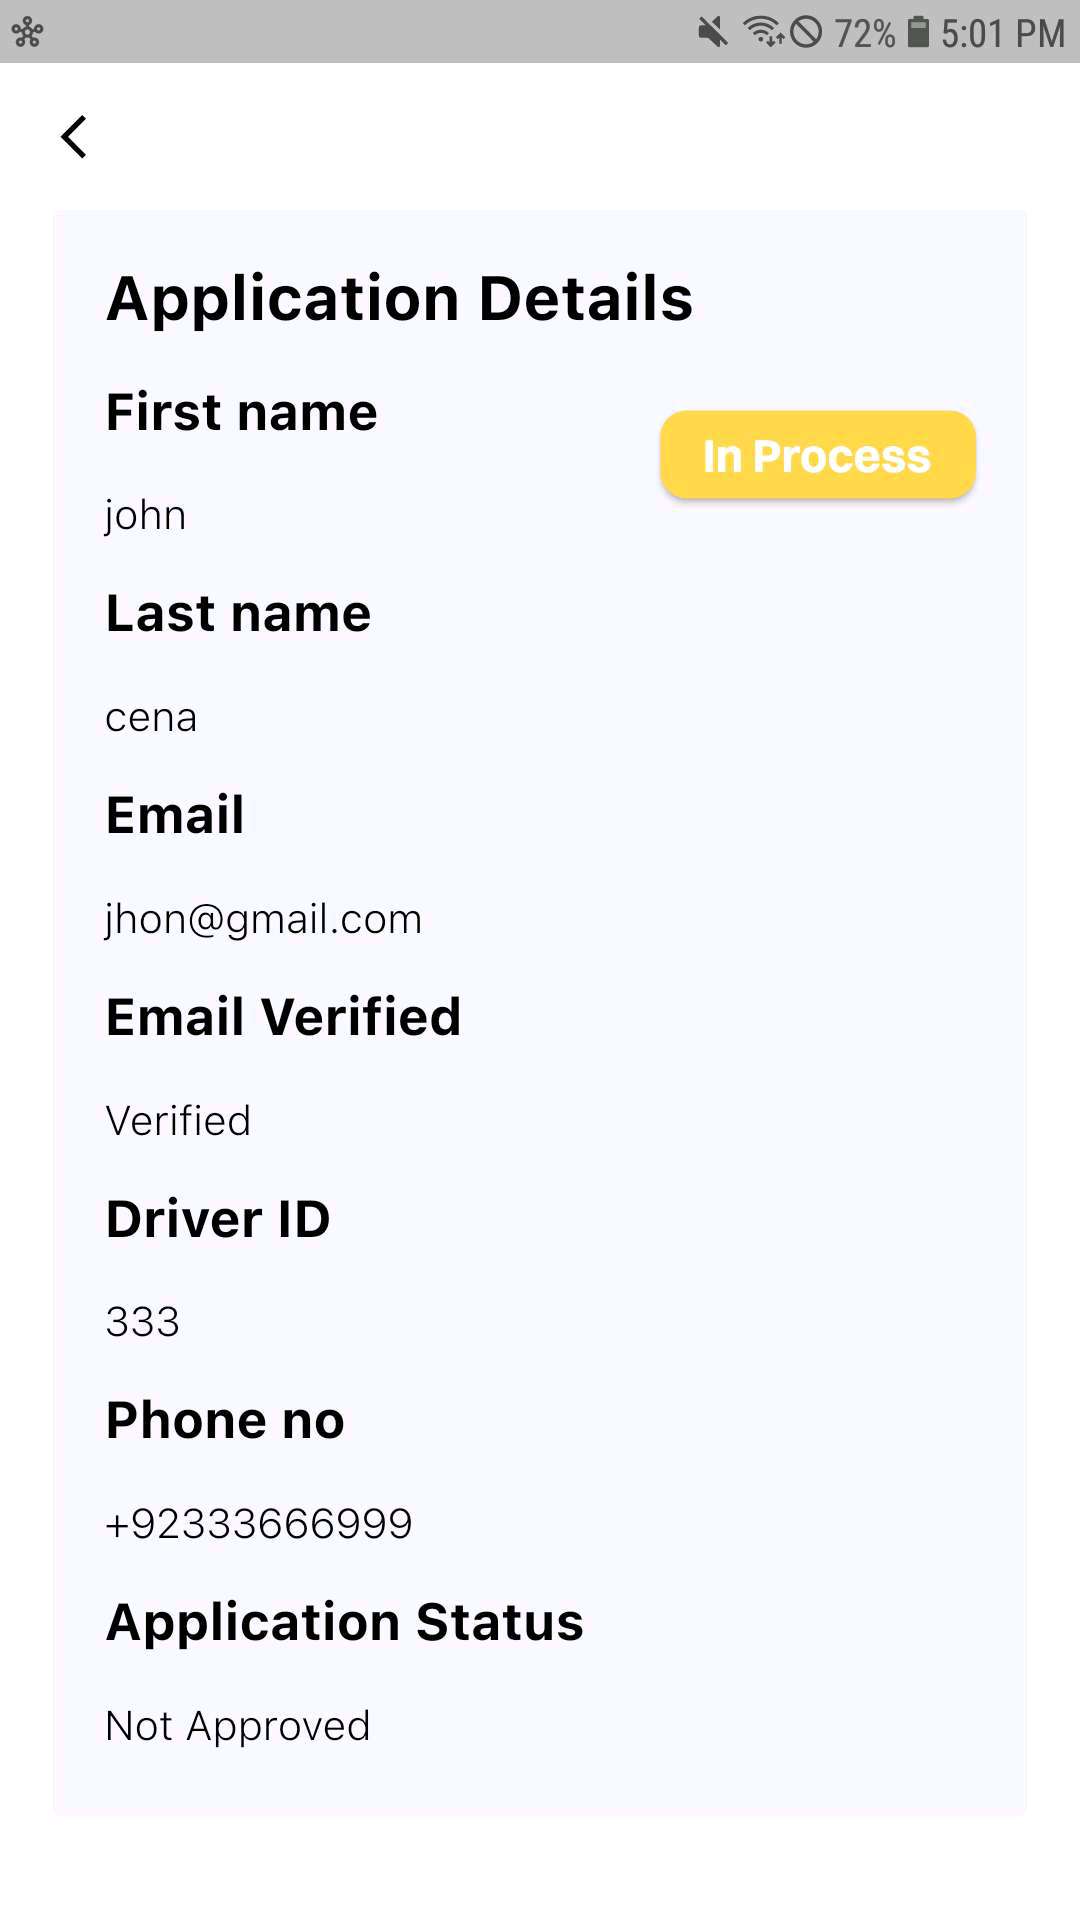 72% 5:01 PM
Application Details
First name
In Process
john
Last name
cena
Email
jhon@gmail.com
Email Verified
Verified
Driver ID
333
Phone no
+92333666999
Application Status
Not Approved